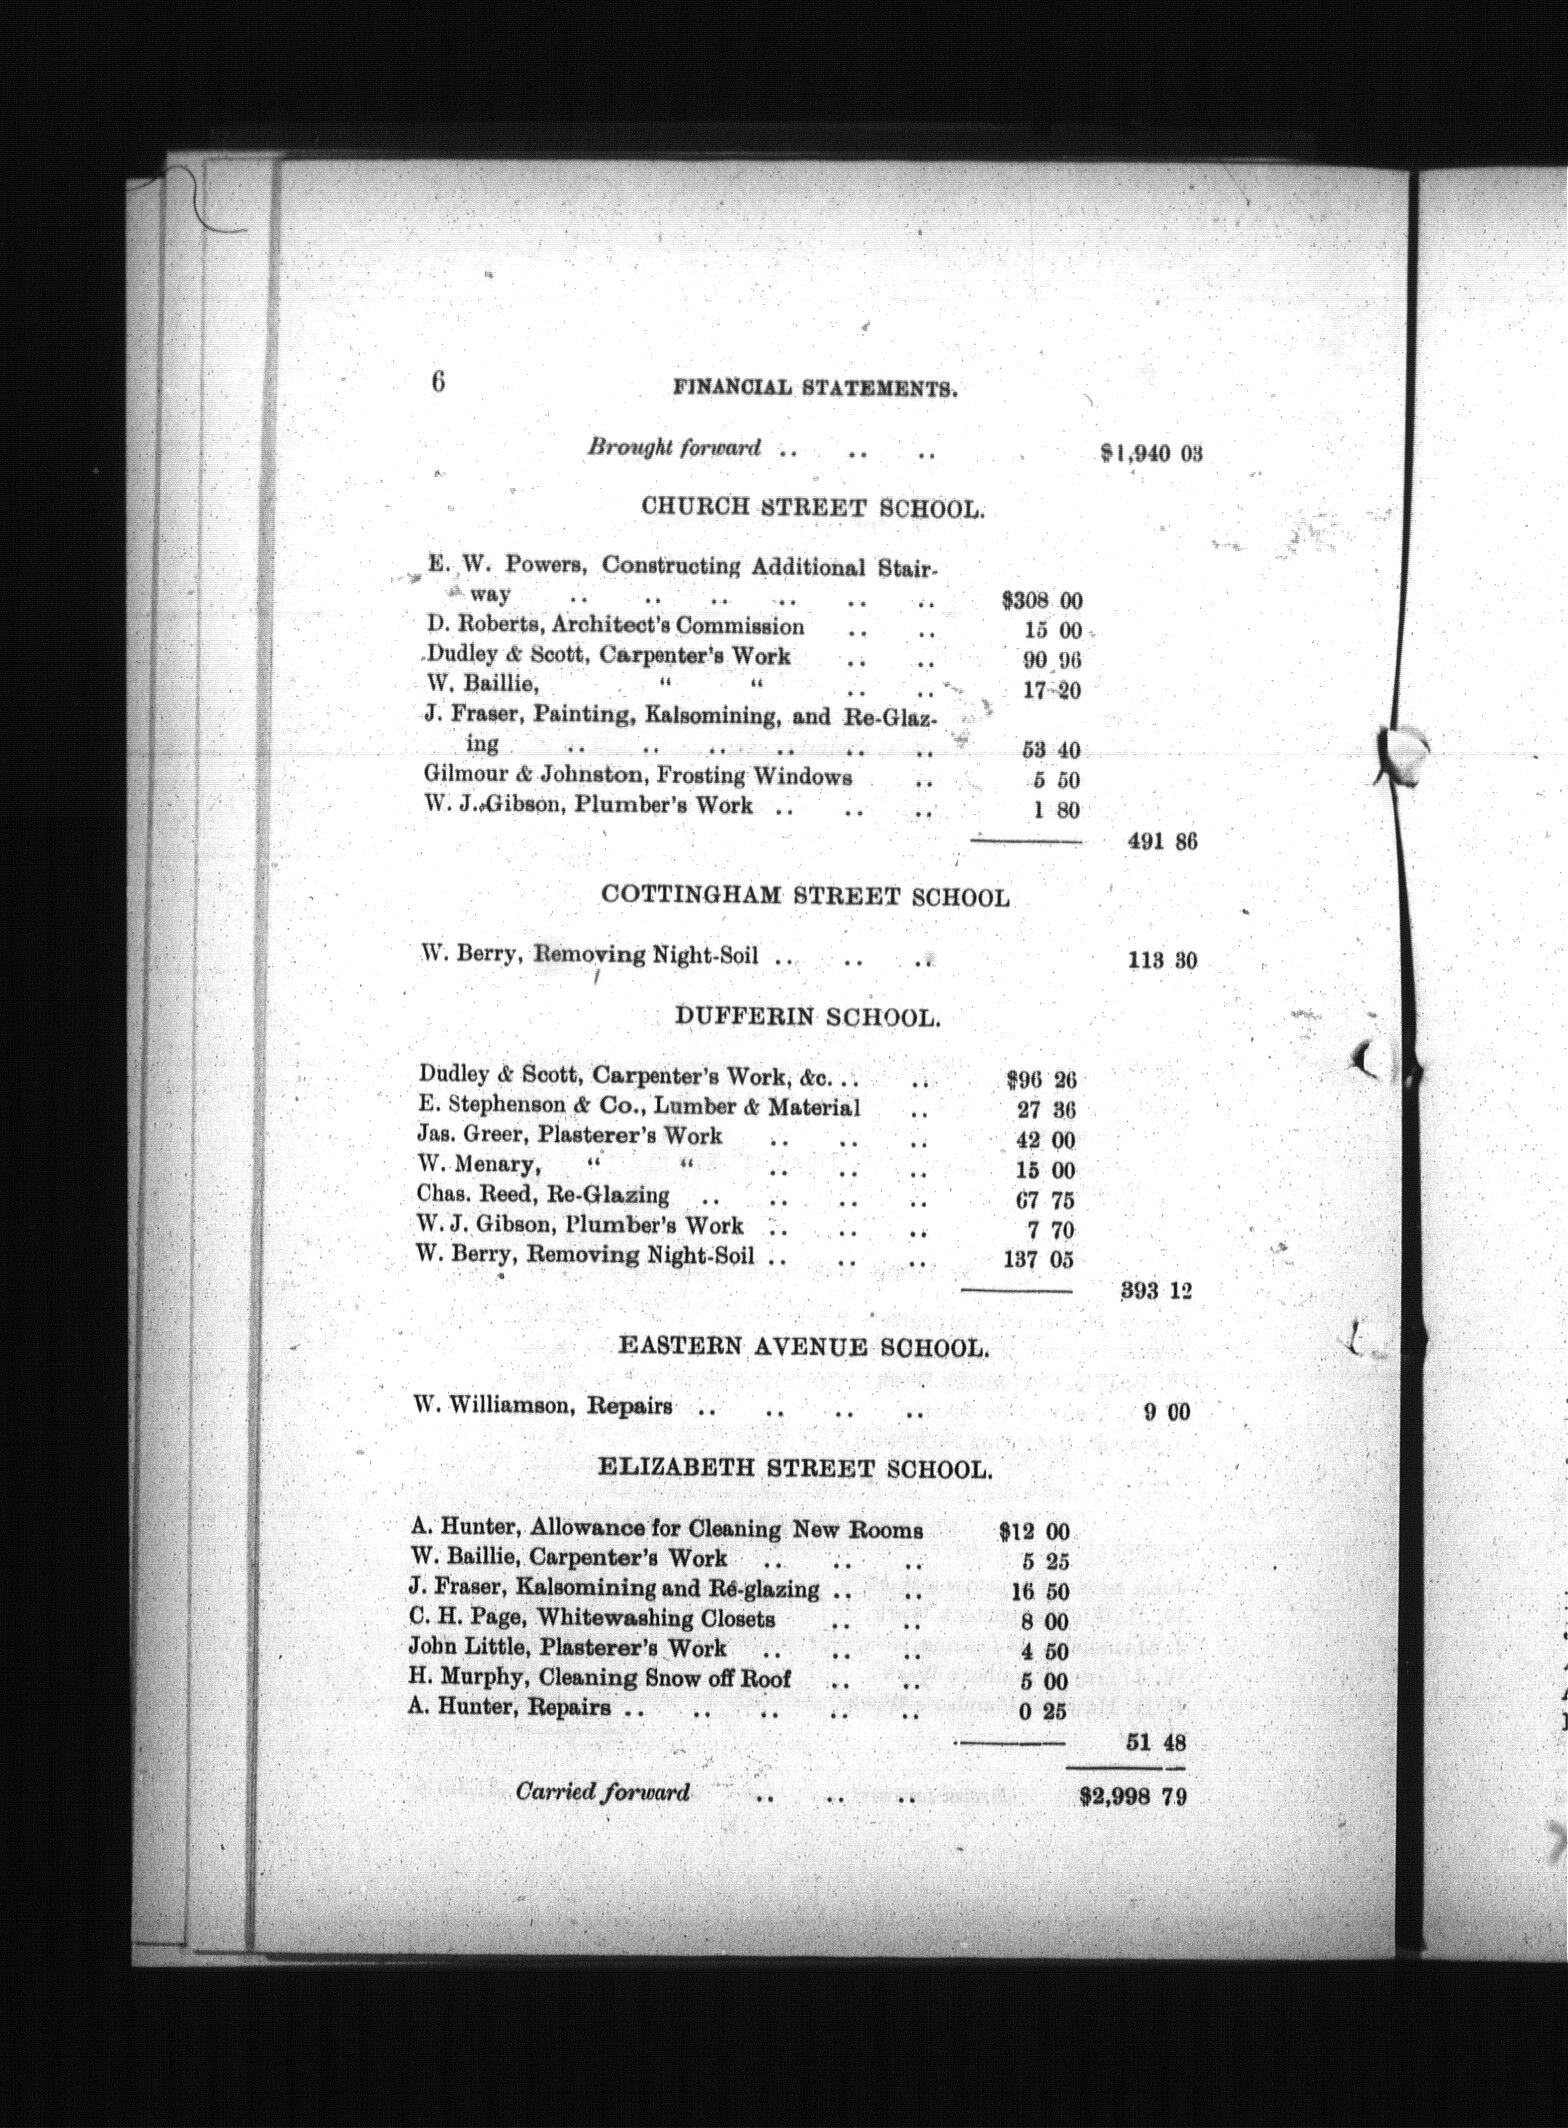 6 FINANCIAL STATEMENTS.
Brought forward .. .. .. $1,940 03
CHURCH STREET SCHOOL.
E. W. Powers, Constructing Additional Stair-
way .. .. .. .. .. .. $308 00
D. Roberts, Architect's Commission .. .. 15 00
Dudley & Scott, Carpenter's Work .. .. 90 96
W. Baillie, " " .. .. 17 20
J. Fraser, Painting, Kalsomining, and Re-Glaz-
ing .. .. .. .. .. .. 53 40
Gilmour & Johnston, Frosting Windows .. 5 50
W. J. Gibson, Plumber's Work .. .. .. 1 80
491 86
COTTINGHAM STREET SCHOOL
W. Berry, Removing Night-Soil .. .. .. 113 30
DUFFERIN SCHOOL.
Dudley & Scott, Carpenter's Work, &c. .. .. $96 26
E. Stephenson & Co., Lumber & Material .. 27 36
Jas. Greer, Plasterer's Work .. .. .. 42 00
W. Menary, " " .. .. .. 15 00
Chas. Reed, Re-Glazing .. .. .. .. 67 75
W. J. Gibson, Plumber's Work .. .. .. 7 70
W. Berry, Removing Night-Soil .. .. .. 137 05
393 12
EASTERN AVENUE SCHOOL.
W. Williamson, Repairs .. .. .. .. 9 00
ELIZABETH STREET SCHOOL.
A. Hunter, Allowance for Cleaning New Rooms $12 00
W. Baillie, Carpenter's Work .. .. .. 5 25
J. Fraser, Kalsomining and Re-glazing .. .. 16 50
C. H. Page, Whitewashing Closets .. .. 8 00
John Little, Plasterer's Work .. .. .. 4 50
H. Murphy, Cleaning Snow off Roof .. .. 5 00
A. Hunter, Repairs .. .. .. .. .. 0 25
51 48
Carried forward .. .. .. $2,998 79